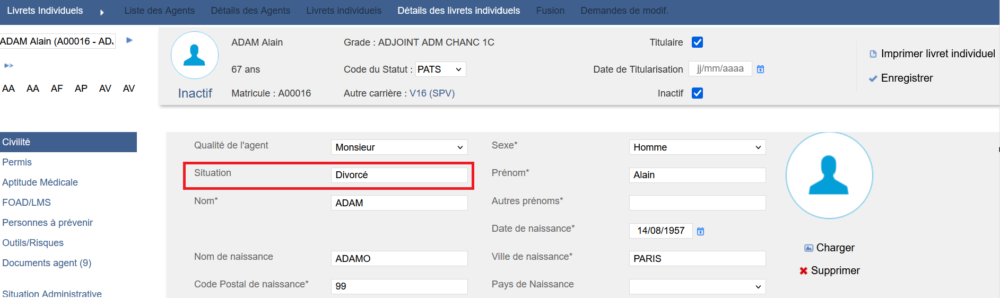 Livrets Individuels Liste des Agents Détails des Agents Livrets individuels Détails des livrets individuels Fusion Demandes de modif.
ADAM Alain (A00016 - AD
AA AA AF AP AV AV
ADAM Alain Grade : ADJOINT ADM CHANC 1C Titulaire
67 ans Code du Statut : PATS Date de Titularisation jj/mm/aaaa
Inactif Matricule : A00016 Autre carrière : V16 (SPV) Inactif
Imprimer livret individuel
Enregistrer
Civilité
Permis
Aptitude Médicale
FOAD/LMS
Personnes à prévenir
Outils/Risques
Documents agent (9)
Situation Administrative
Qualité de l'agent Monsieur Sexe* Homme
Situation Divorcé Prénom* Alain
Nom* ADAM Autres prénoms*
Date de naissance* 14/08/1957
Nom de naissance ADAMO Ville de naissance* PARIS
Code Postal de naissance* 99 Pays de Naissance
Charger
Supprimer